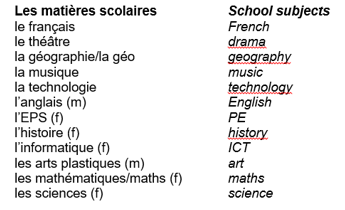 Les matières scolaires School subjects
le français French
le théâtre drama
la géographie/la géo geography
la musique music
la technologie technology
l'anglais (m) English
l'EPS (f) PE
l'histoire (f) history
l'informatique (f) ICT
les arts plastiques (m) art
les mathématiques/maths (f) maths
les sciences (f) science